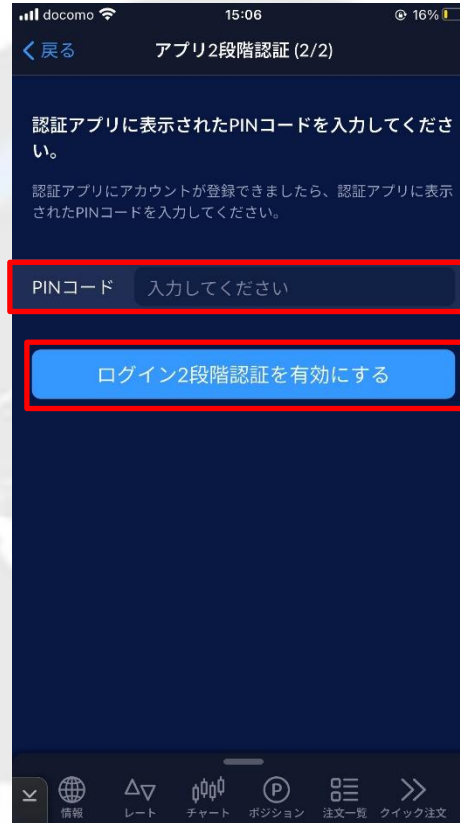 docomo 15:06 16%
戻る アプリ2段階認証 (2/2)
認証アプリに表示されたPINコードを入力してくださ
い。
認証アプリにアカウントが登録できましたら、認証アプリに表示
されたPINコードを入力してください。
PINコード 入力してください
ログイン2段階認証を有効にする
P
情報 レート チャート ポジション 注文一覧 クイック注文